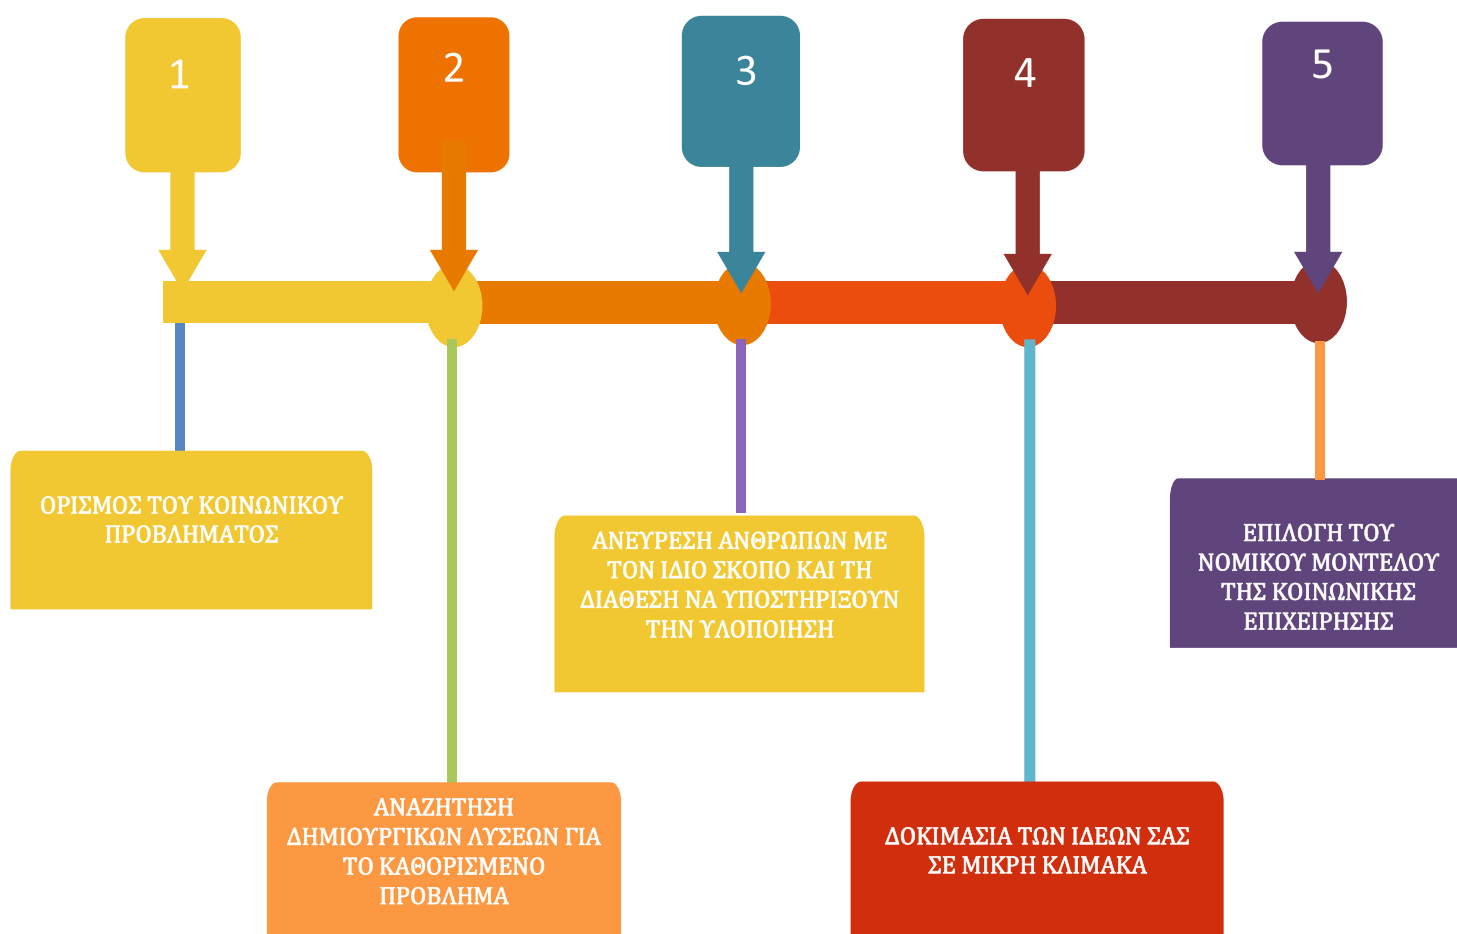 1
2
3
4
5
ΟΡΙΣΜΟΣ ΤΟΥ ΚΟΙΝΩΝΙΚΟΥ
ΠΡΟΒΛΗΜΑΤΟΣ
ΑΝΑΖΗΤΗΣΗ
ΔΗΜΙΟΥΡΓΙΚΩΝ ΛΥΣΕΩΝ ΓΙΑ
ΤΟ ΚΑΘΟΡΙΣΜΕΝΟ
ΠΡΟΒΛΗΜΑ
ΑΝΕΥΡΕΣΗ ΑΝΘΡΩΠΩΝ ΜΕ
ΤΟΝ ΙΔΙΟ ΣΚΟΠΟ ΚΑΙ ΤΗ
ΔΙΑΘΕΣΗ ΝΑ ΥΠΟΣΤΗΡΙΞΟΥΝ
ΤΗΝ ΥΛΟΠΟΙΗΣΗ
ΔΟΚΙΜΑΣΙΑ ΤΩΝ ΙΔΕΩΝ ΣΑΣ
ΣΕ ΜΙΚΡΗ ΚΛΙΜΑΚΑ
ΕΠΙΛΟΓΗ ΤΟΥ
ΝΟΜΙΚΟΥ ΜΟΝΤΕΛΟΥ
ΤΗΣ ΚΟΙΝΩΝΙΚΗΣ
ΕΠΙΧΕΙΡΗΣΗΣ